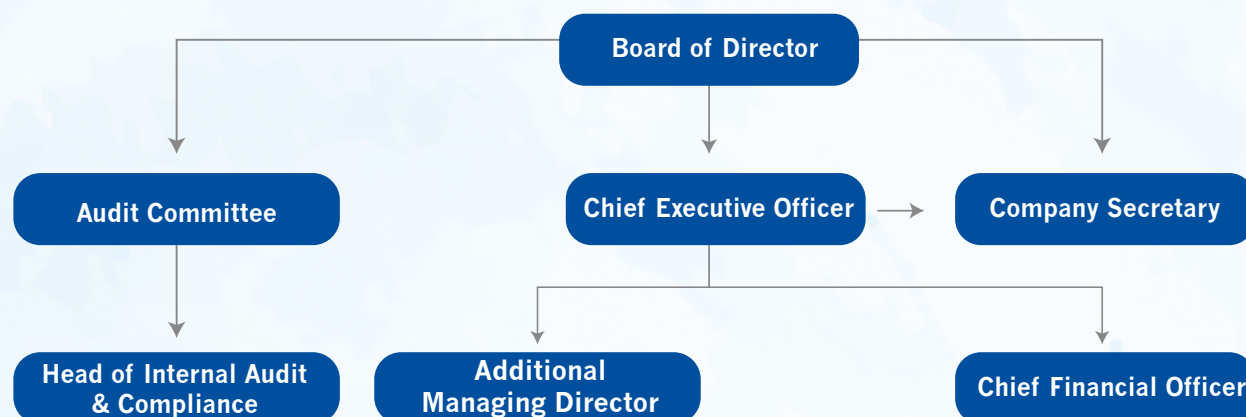 Board of Director
Audit Committee
Chief Executive Officer
Company Secretary
Head of Internal Audit
& Compliance
Additional
Managing Director
Chief Financial Officer